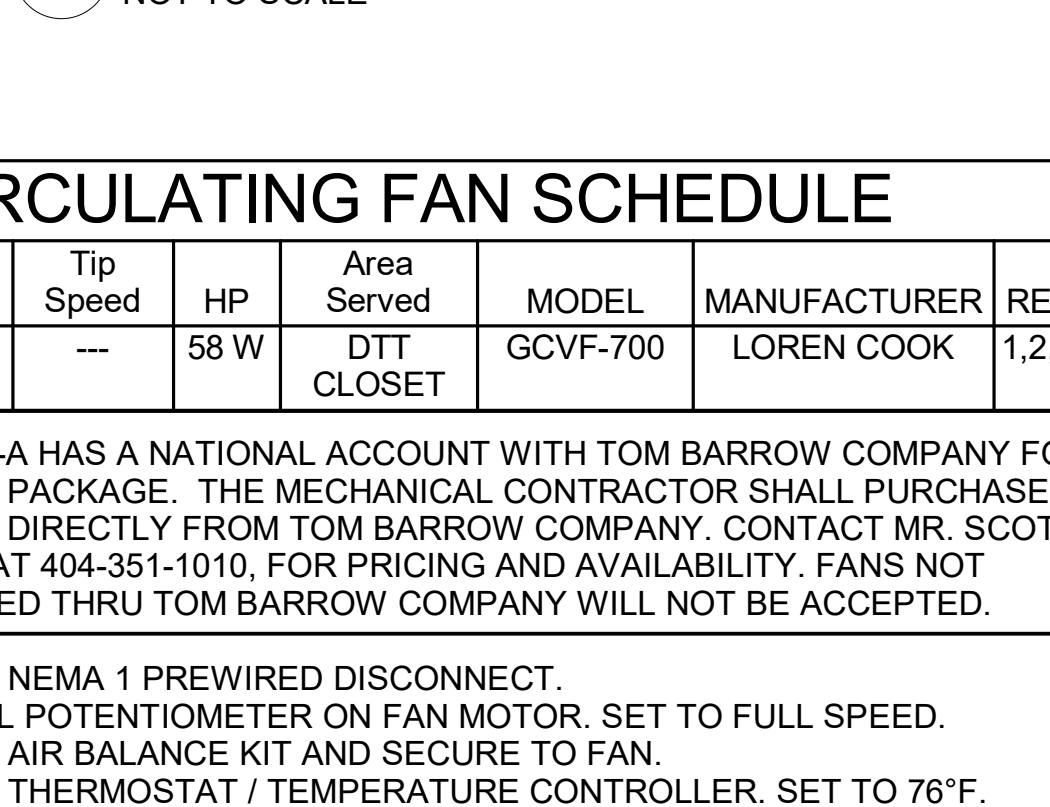 NOT TO SCALE
RCULATING FAN SCHEDULE
Tip Speed HP Area Served MODEL MANUFACTURER RE
--- 58 W DTT CLOSET GCVF-700 LOREN COOK 1,2
-A HAS A NATIONAL ACCOUNT WITH TOM BARROW COMPANY FO
PACKAGE. THE MECHANICAL CONTRACTOR SHALL PURCHASE
DIRECTLY FROM TOM BARROW COMPANY. CONTACT MR. SCOT
AT 404-351-1010, FOR PRICING AND AVAILABILITY. FANS NOT
ED THRU TOM BARROW COMPANY WILL NOT BE ACCEPTED.
NEMA 1 PREWIRED DISCONNECT.
L POTENTIOMETER ON FAN MOTOR. SET TO FULL SPEED.
AIR BALANCE KIT AND SECURE TO FAN.
THERMOSTAT / TEMPERATURE CONTROLLER. SET TO 76°F.